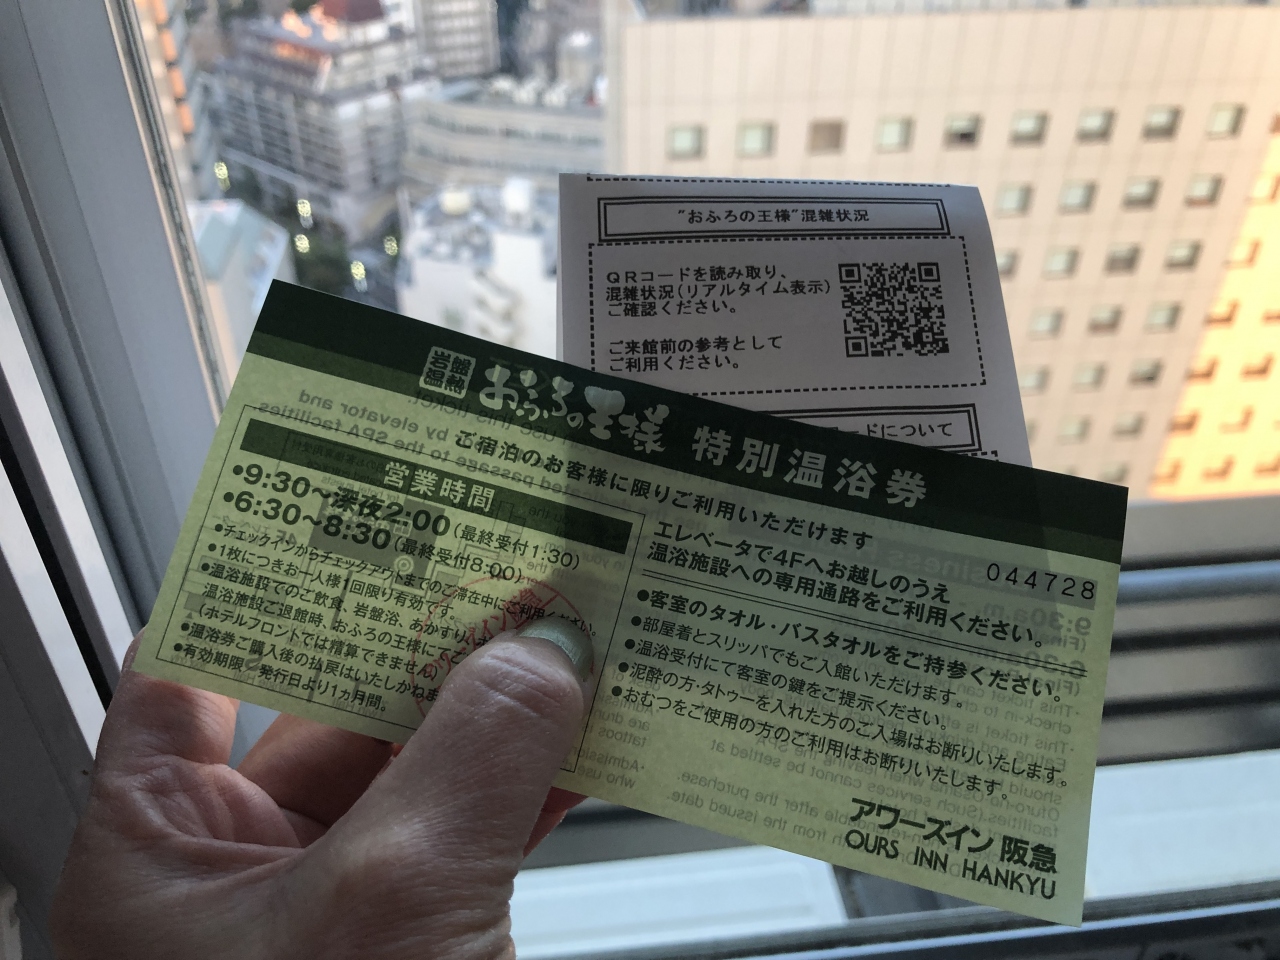 "おふろの王様"混雑状況
QRコードを読み取り、
混雑状況(リアルタイム表示)
ご確認ください。
ご来館前の参考として
ご利用ください。
ードについて
岩盤
温熱
おふろの王様 特別温浴券
ご宿泊のお客様に限りご利用いただけます
営業時間
●9:30~深夜2:00(最終受付1:30)
●6:30~8:30(最終受付8:00)
●チェックインからチェックアウトまでのご滞在中にご利用ください。
●1枚につきお一人様1回限り有効です。
●温浴施設でのご飲食、岩盤浴、あかすり
温浴施設ご退館時、おふろの王様にてご
(ホテルフロントでは精算できません)
●温浴券ご購入後の払戻はいたしかねま
●有効期限 発行日より1ヵ月間。
エレベータで4Fへお越しのうえ
温浴施設への専用通路をご利用ください。
044728
●客室のタオル・バスタオルをご持参ください。
●部屋着とスリッパでもご入館いただけます。
●温浴受付にて客室の鍵をご提示ください。
●泥酔の方・タトゥーを入れた方のご入場はお断りいたします。
●おむつをご使用の方のご利用はお断りいたします。
アワーズイン阪急
OURS INN HANKYU